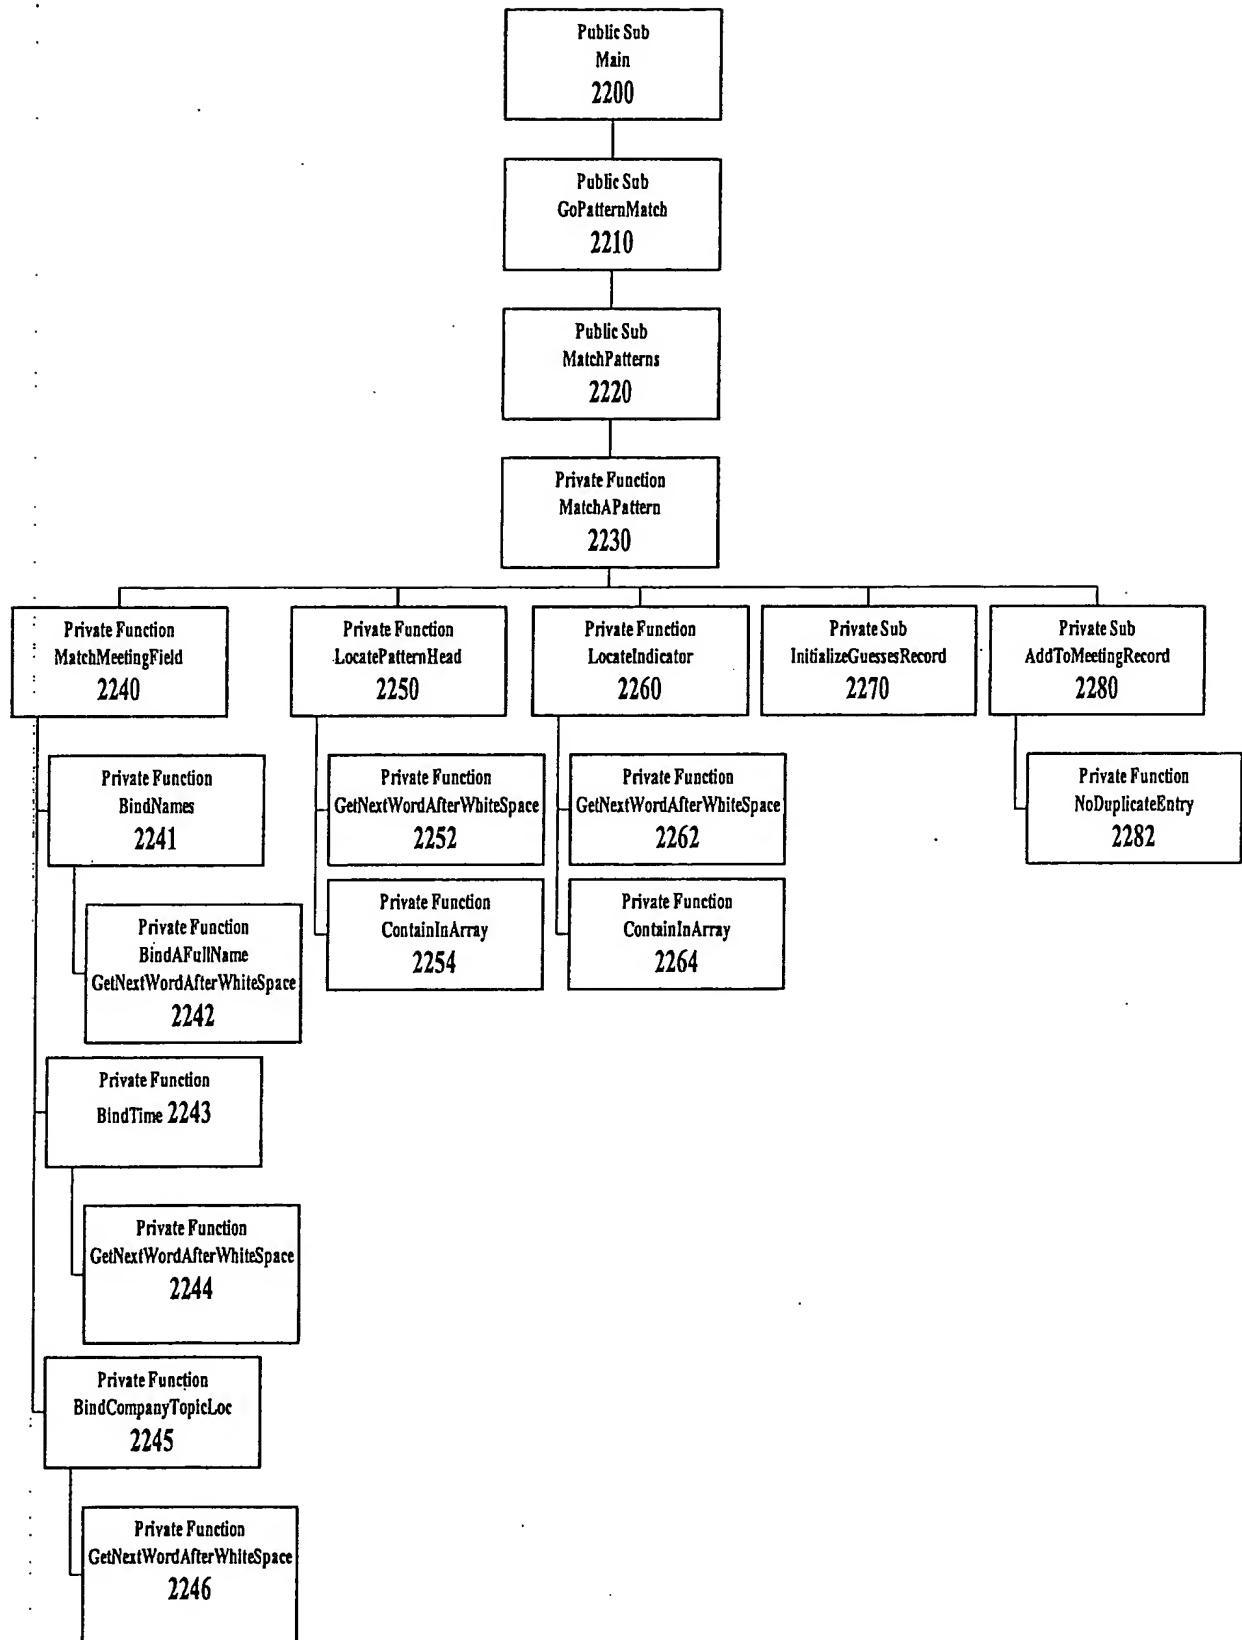 Public Sub
Main
2200
Public Sub
GoPatternMatch
2210
Public Sub
MatchPatterns
2220
Private Function
MatchAPattern
2230
Private Function
MatchMeetingField
2240
Private Function
LocatePatternHead
2250
Private Function
LocateIndicator
2260
Private Sub
InitializeGuessesRecord
2270
Private Sub
AddToMeetingRecord
2280
Private Function
BindNames
2241
Private Function
GetNextWordAfterWhiteSpace
2252
Private Function
GetNextWordAfterWhiteSpace
2262
Private Function
NoDuplicateEntry
2282
Private Function
BindAFullName
GetNextWordAfterWhiteSpace
2242
Private Function
ContainInArray
2254
Private Function
ContainInArray
2264
Private Function
BindTime 2243
Private Function
GetNextWordAfterWhiteSpace
2244
Private Function
BindCompanyTopicLoc
2245
Private Function
GetNextWordAfterWhiteSpace
2246